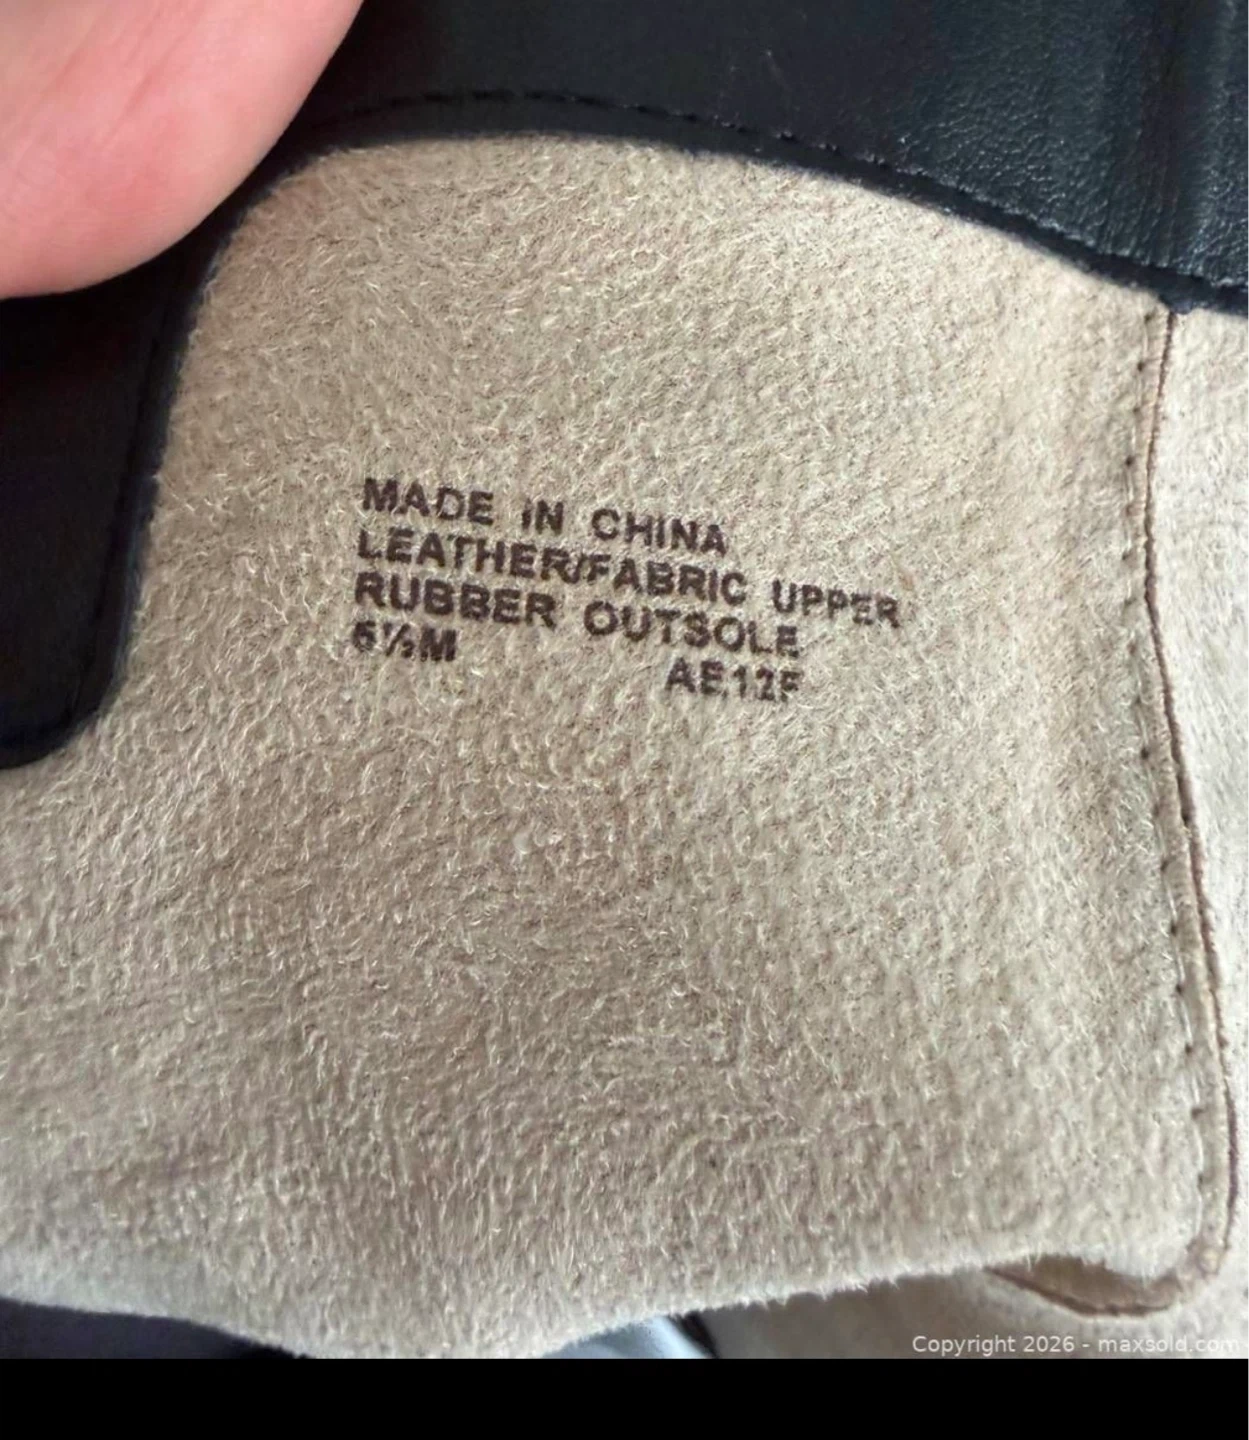 MADE IN CHINA
LEATHER/FABRIC UPPER
RUBBER OUTSOLE
6½M
AE12F
Copyright 2026 - maxsold.com